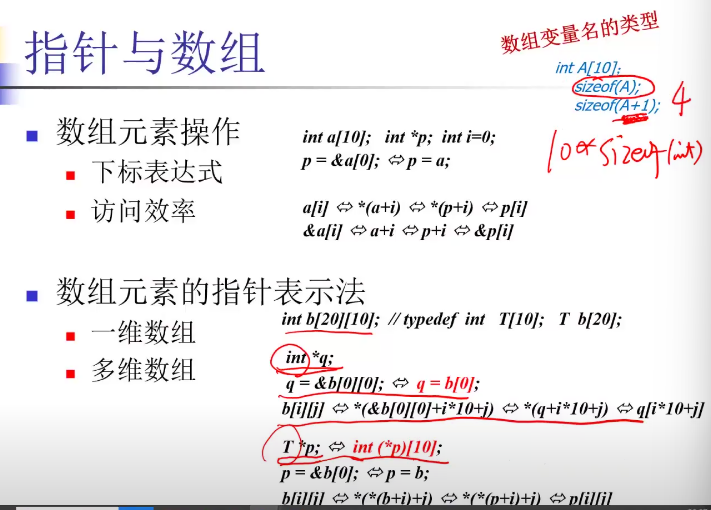 指针与数组
数组变量名的类型
int A[10];
sizeof(A);
sizeof(A+1);
4
10*sizeof(int)
数组元素操作
下标表达式
访问效率
int a[10]; int *p; int i=0;
p = &a[0]; ⇔ p = a;
a[i] ⇔ *(a+i) ⇔ *(p+i) ⇔ p[i]
&a[i] ⇔ a+i ⇔ p+i ⇔ &p[i]
数组元素的指针表示法
一维数组
多维数组
int b[20][10]; // typedef int T[10]; T b[20];
int *q;
q = &b[0][0]; ⇔ q = b[0];
b[i][j] ⇔ *(&b[0][0]+i*10+j) ⇔ *(q+i*10+j) ⇔ q[i*10+j]
T *p; ⇔ int (*p)[10];
p = &b[0]; ⇔ p = b;
b[i][j] ⇔ *(*(b+i)+j) ⇔ *(*(p+i)+j) ⇔ p[i][j]